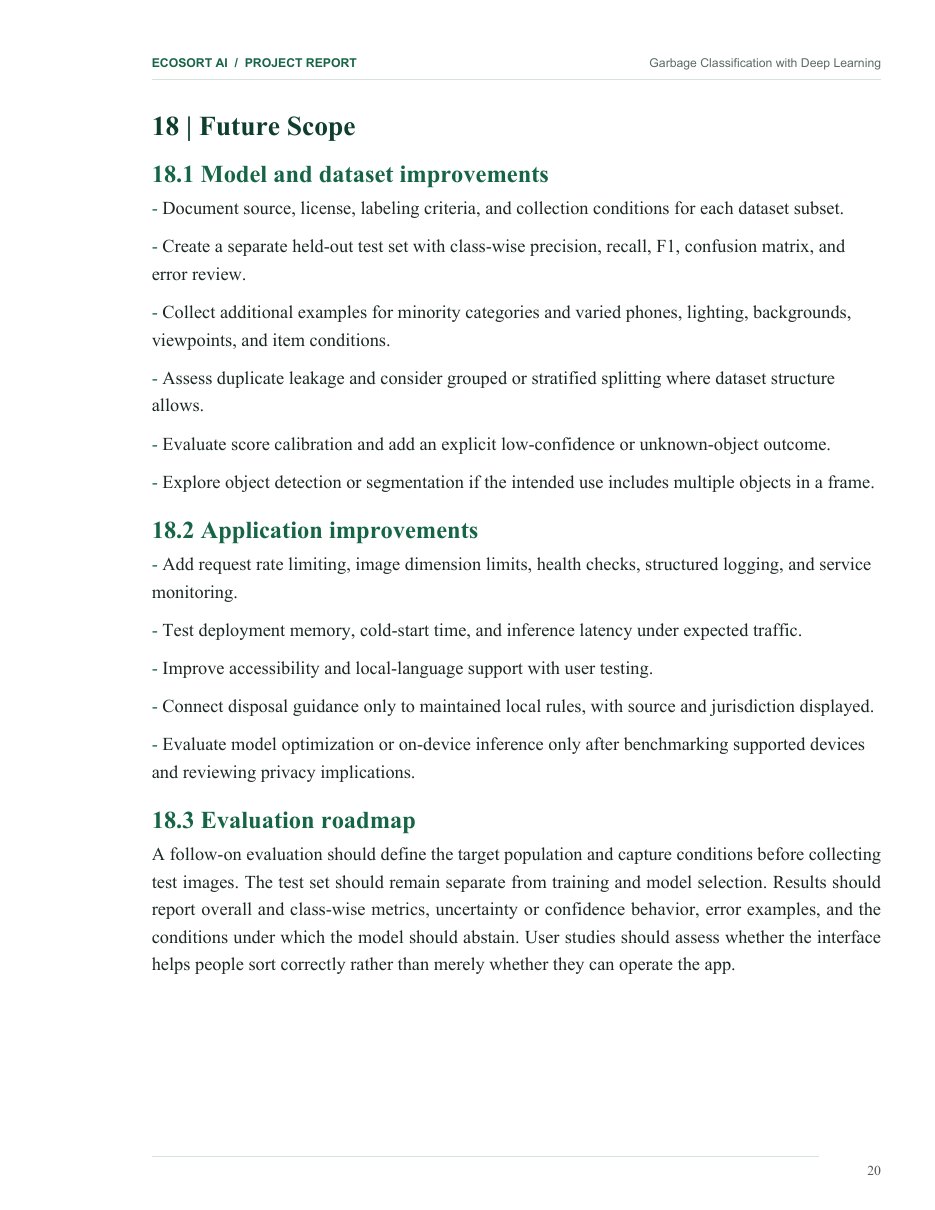 ECOSORT AI / PROJECT REPORT
Garbage Classification with Deep Learning
18 | Future Scope
18.1 Model and dataset improvements
- Document source, license, labeling criteria, and collection conditions for each dataset subset.
- Create a separate held-out test set with class-wise precision, recall, F1, confusion matrix, and
error review.
- Collect additional examples for minority categories and varied phones, lighting, backgrounds,
viewpoints, and item conditions.
- Assess duplicate leakage and consider grouped or stratified splitting where dataset structure
allows.
- Evaluate score calibration and add an explicit low-confidence or unknown-object outcome.
- Explore object detection or segmentation if the intended use includes multiple objects in a frame.
18.2 Application improvements
- Add request rate limiting, image dimension limits, health checks, structured logging, and service
monitoring.
- Test deployment memory, cold-start time, and inference latency under expected traffic.
- Improve accessibility and local-language support with user testing.
- Connect disposal guidance only to maintained local rules, with source and jurisdiction displayed.
- Evaluate model optimization or on-device inference only after benchmarking supported devices
and reviewing privacy implications.
18.3 Evaluation roadmap
A follow-on evaluation should define the target population and capture conditions before collecting
test images. The test set should remain separate from training and model selection. Results should
report overall and class-wise metrics, uncertainty or confidence behavior, error examples, and the
conditions under which the model should abstain. User studies should assess whether the interface
helps people sort correctly rather than merely whether they can operate the app.
20